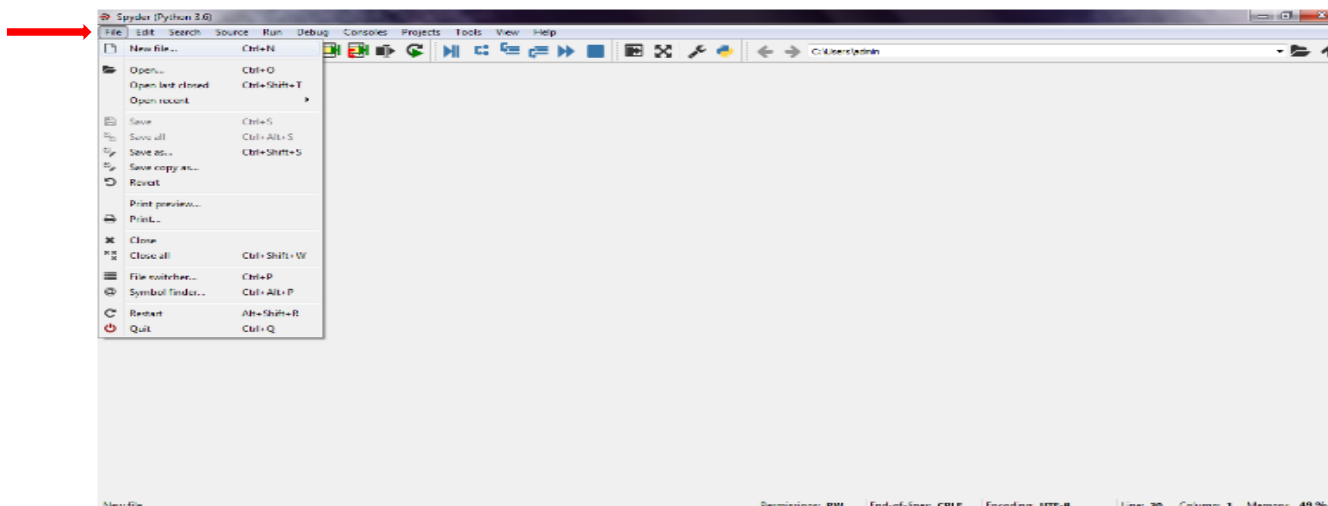 Spyder (Python 3.6)
File Edit Search Source Run Debug Consoles Projects Tools View Help
C:\Users\admin
New file... Ctrl+N
Open... Ctrl+O
Open last closed Ctrl+Shift+T
Open recent
Save Ctrl+S
Save all Ctrl+Alt+S
Save as... Ctrl+Shift+S
Save copy as...
Revert
Print preview...
Print...
Close
Close all Ctrl+Shift+W
File switcher... Ctrl+P
Symbol finder... Ctrl+Alt+P
Restart Alt+Shift+R
Quit Ctrl+Q
New file
Permissions: RW End-of-lines: CRLF Encoding: UTF-8 Line: 30 Column: 1 Memory: 49 %